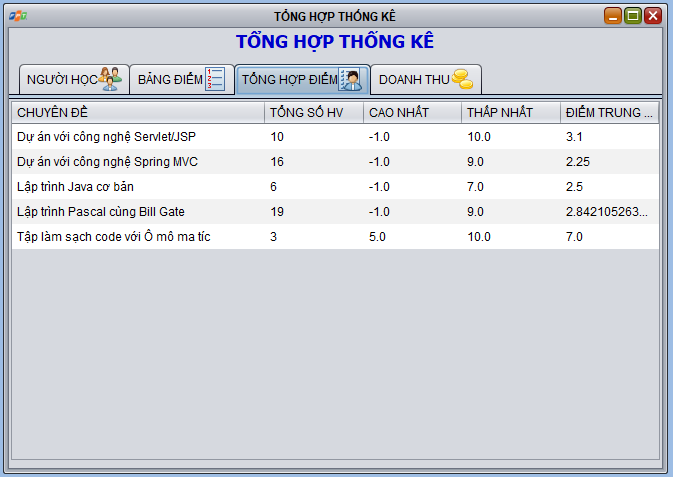 TỔNG HỢP THỐNG KÊ
TỔNG HỢP THỐNG KÊ
NGƯỜI HỌC BẢNG ĐIỂM TỔNG HỢP ĐIỂM DOANH THU
CHUYÊN ĐỀ TỔNG SỐ HV CAO NHẤT THẤP NHẤT ĐIỂM TRUNG ...
Dự án với công nghệ Servlet/JSP 10 -1.0 10.0 3.1
Dự án với công nghệ Spring MVC 16 -1.0 9.0 2.25
Lập trình Java cơ bản 6 -1.0 7.0 2.5
Lập trình Pascal cùng Bill Gate 19 -1.0 9.0 2.842105263...
Tập làm sạch code với Ô mô ma tíc 3 5.0 10.0 7.0